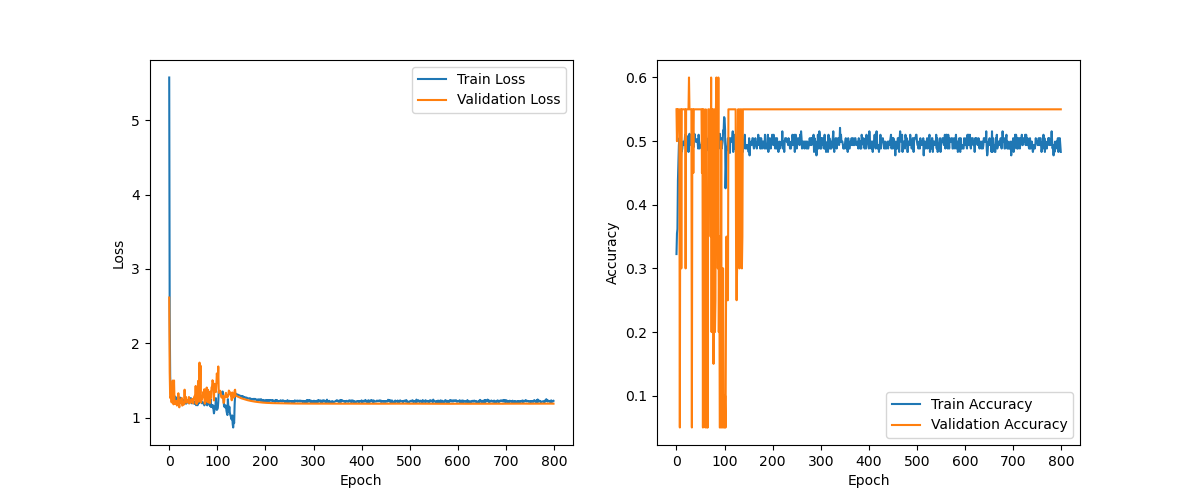 Train Loss
Validation Loss
5
4
3
2
1
Loss
0 100 200 300 400 500 600 700 800
Epoch
0.6
0.5
0.4
0.3
0.2
0.1
Accuracy
Train Accuracy
Validation Accuracy
0 100 200 300 400 500 600 700 800
Epoch